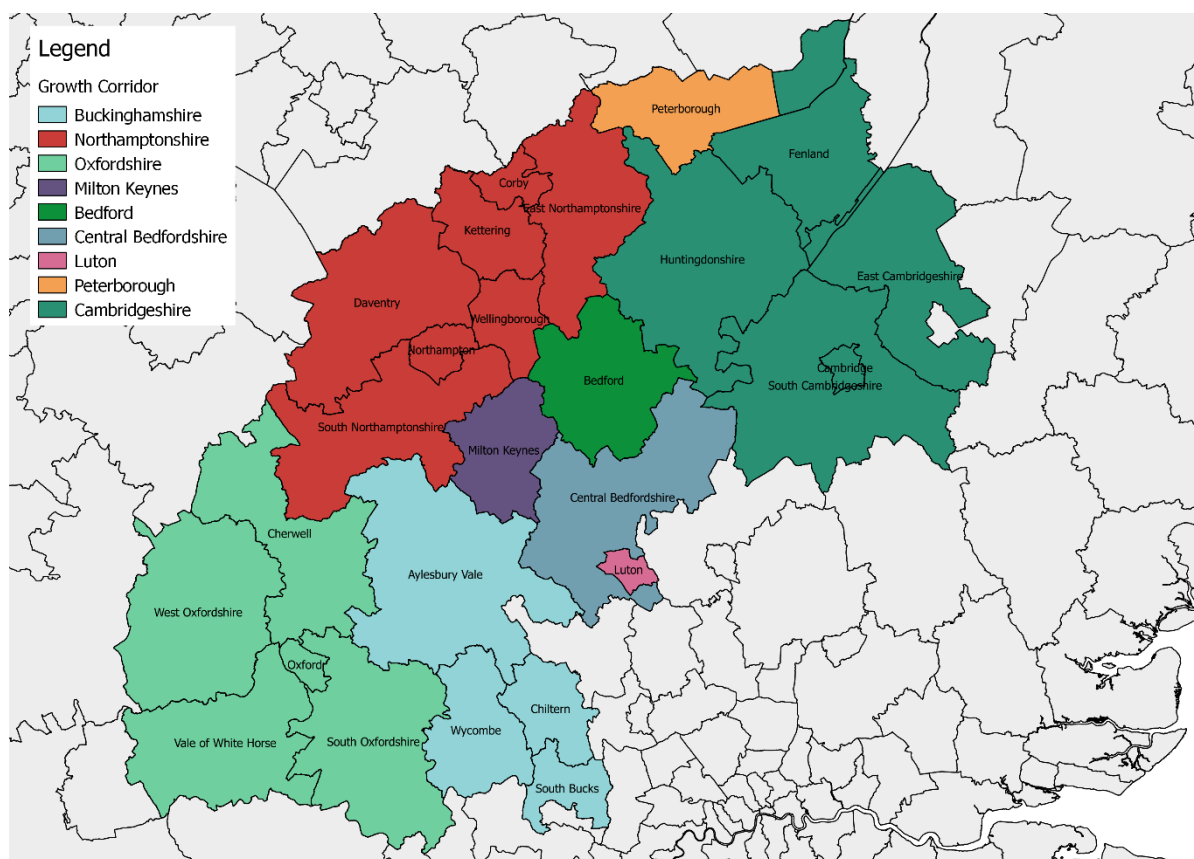 Legend
Growth Corridor
Buckinghamshire
Northamptonshire
Oxfordshire
Milton Keynes
Bedford
Central Bedfordshire
Luton
Peterborough
Cambridgeshire
Peterborough
Fenland
Corby
East Northamptonshire
Kettering
Huntingdonshire
East Cambridgeshire
Daventry
Wellingborough
Northampton
Cambridge
Bedford
South Cambridgeshire
South Northamptonshire
Milton Keynes
Central Bedfordshire
Cherwell
Luton
Aylesbury Vale
West Oxfordshire
Oxford
Chiltern
Wycombe
Vale of White Horse
South Oxfordshire
South Bucks